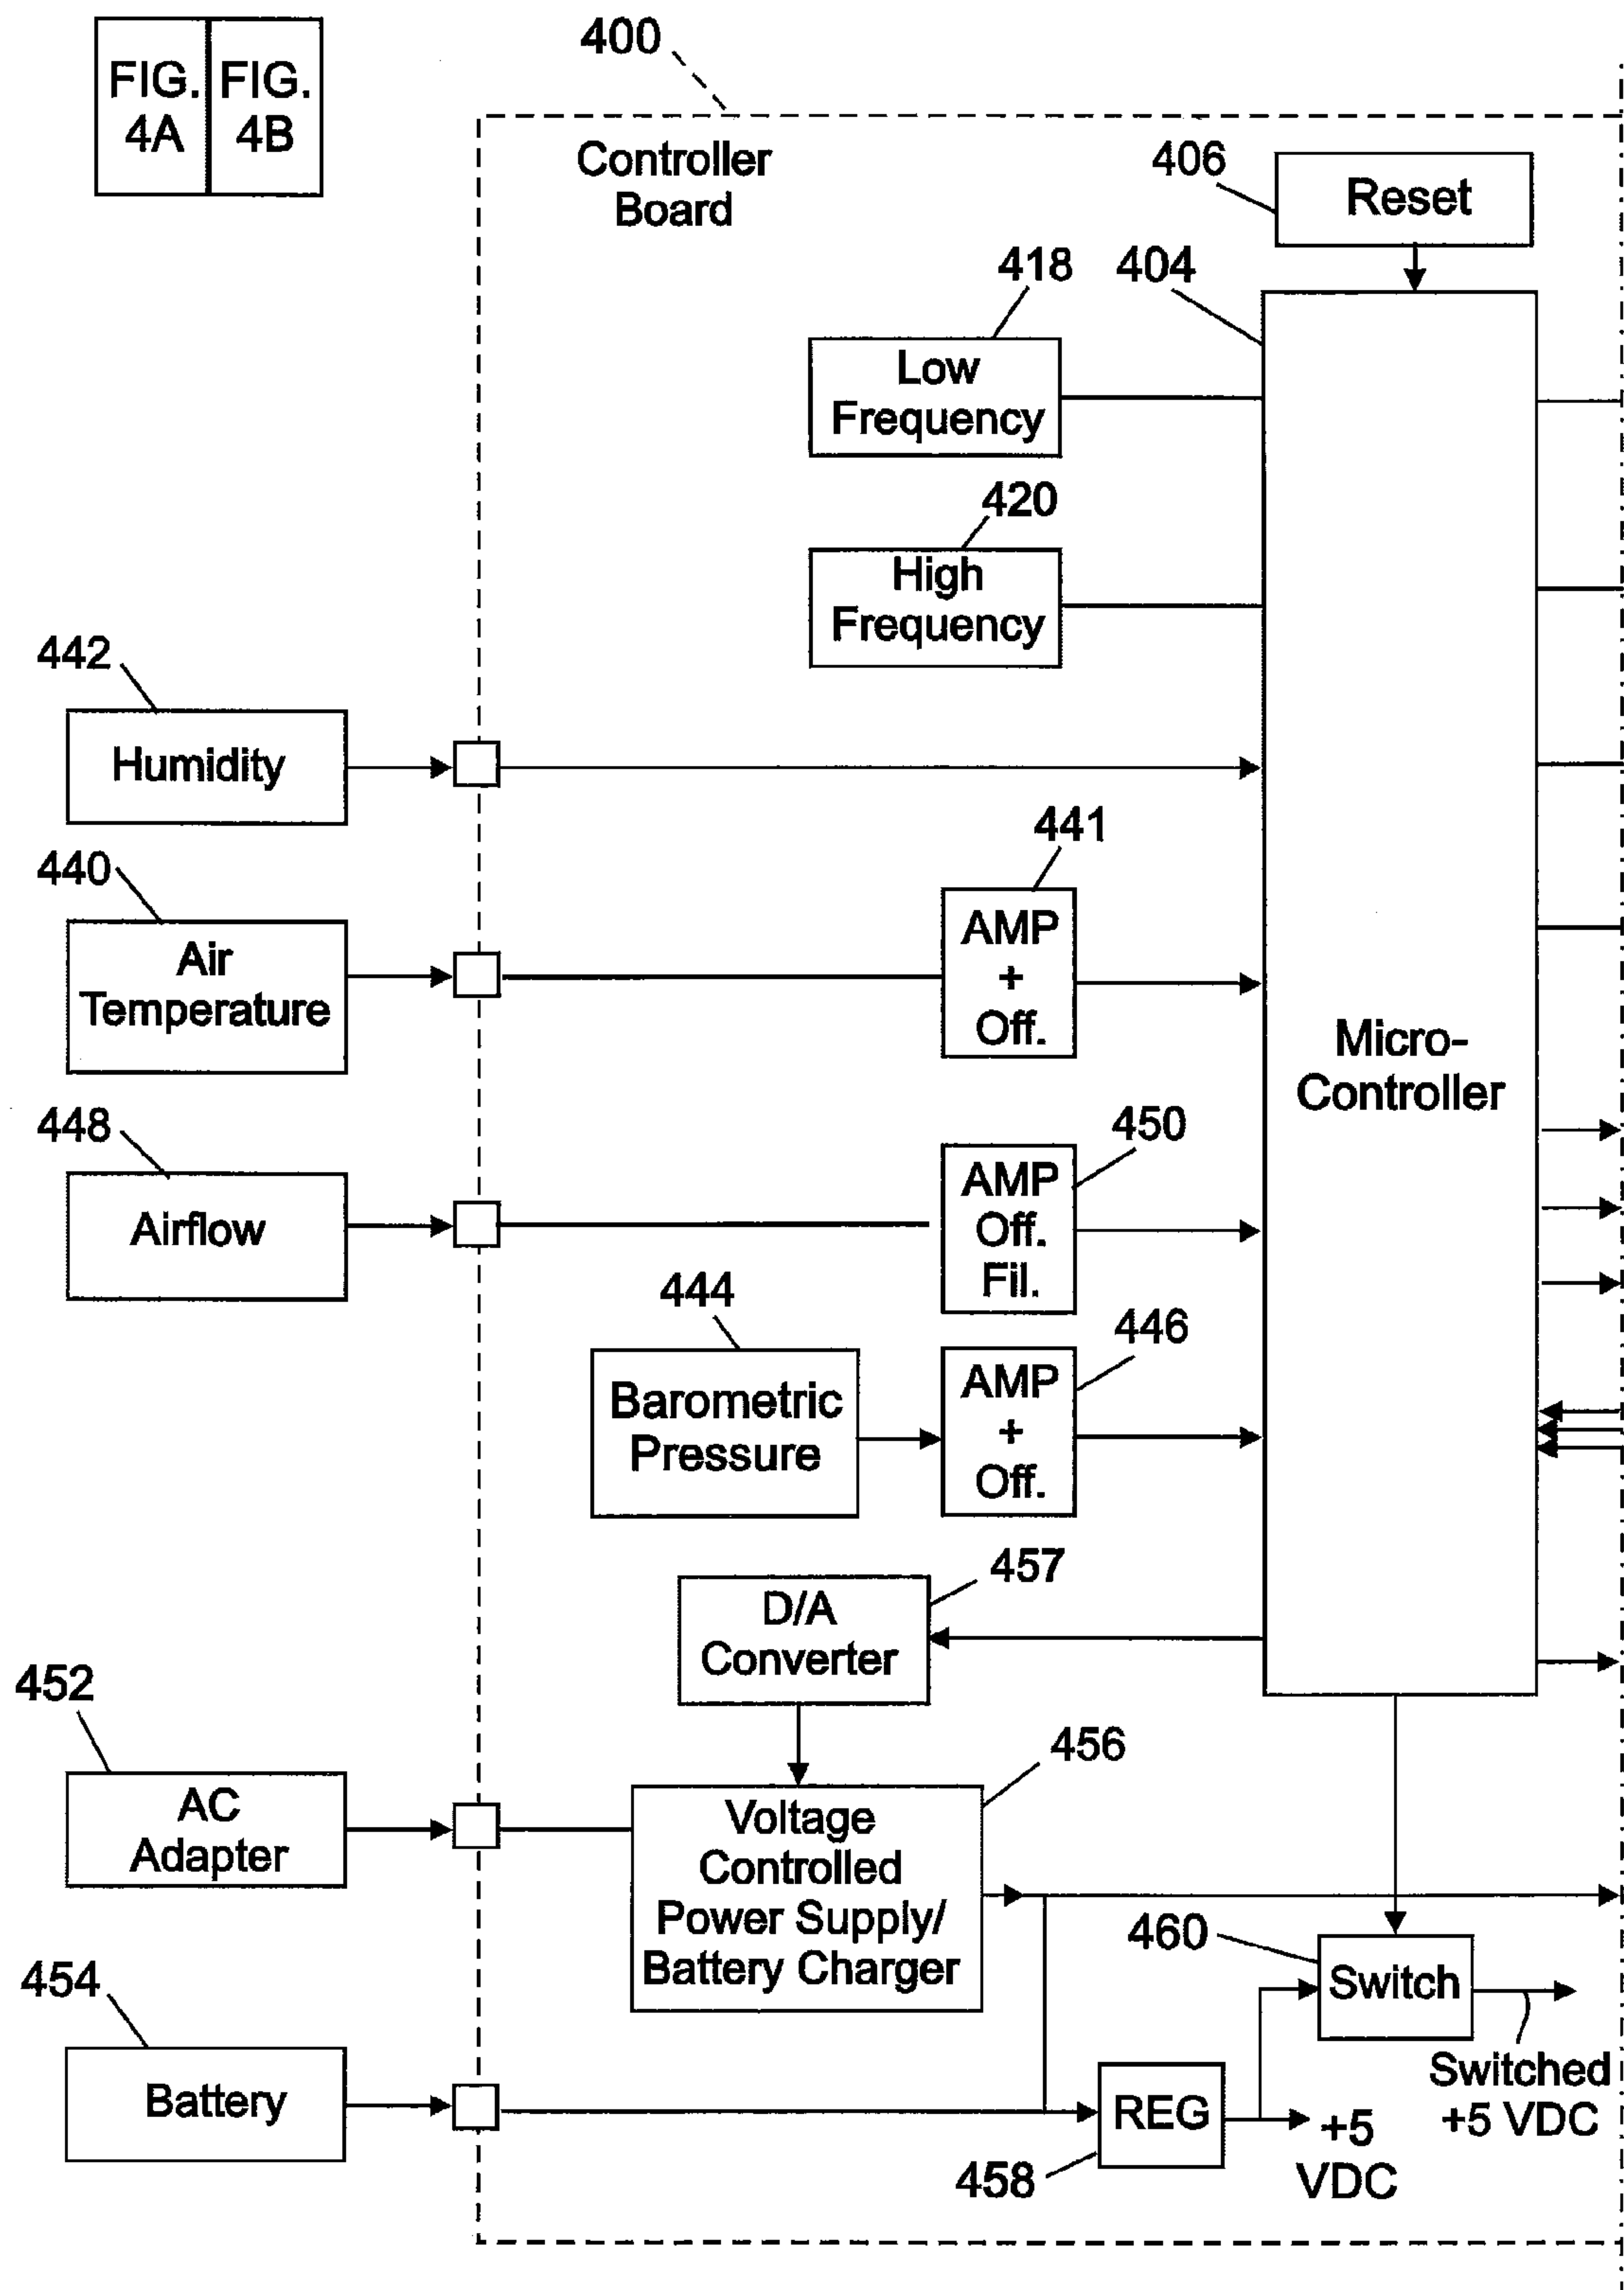 FIG. 4A
FIG. 4B
400
Controller
Board
406
Reset
418
404
Low
Frequency
420
High
Frequency
442
Humidity
440
Air
Temperature
441
AMP
+
Off.
Micro-
Controller
448
Airflow
450
AMP
Off.
Fil.
444
Barometric
Pressure
446
AMP
+
Off.
457
D/A
Converter
452
AC
Adapter
456
Voltage
Controlled
Power Supply/
Battery Charger
460
Switch
454
Battery
REG
458
+5
VDC
Switched
+5 VDC